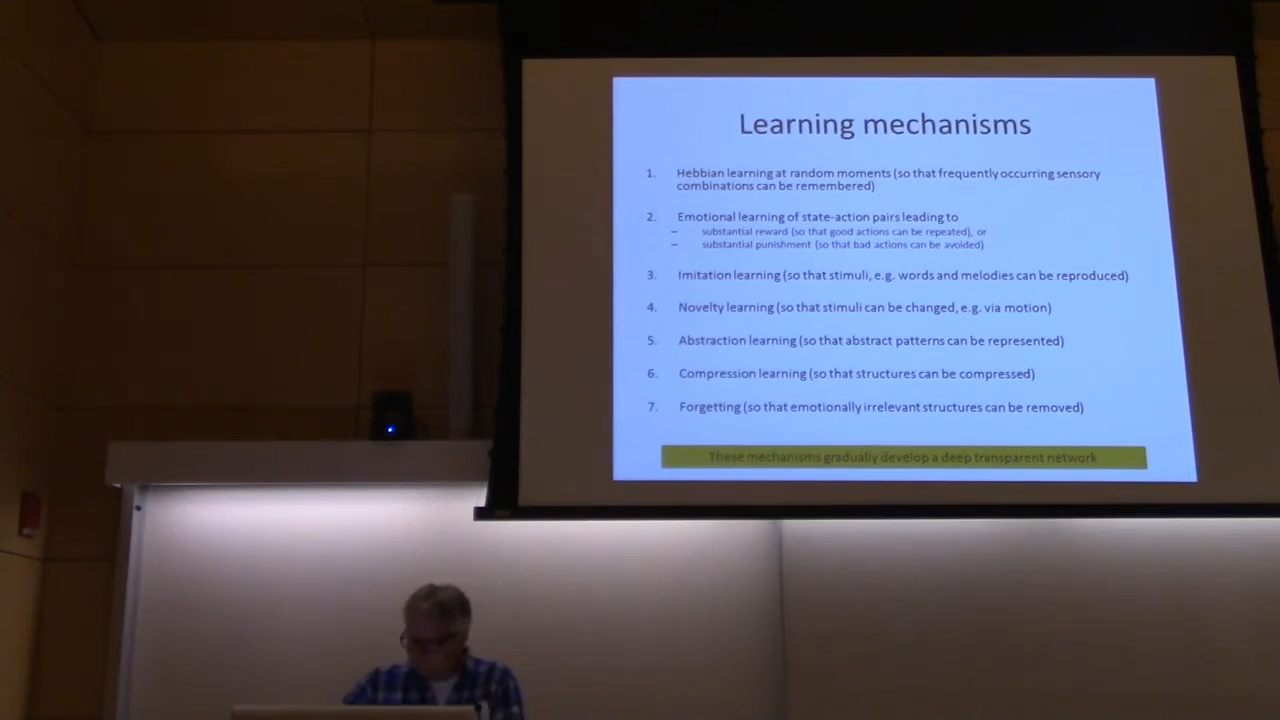 Learning mechanisms
1. Hebbian learning at random moments (so that frequently occurring sensory
combinations can be remembered)
2. Emotional learning of state-action pairs leading to
– substantial reward (so that good actions can be repeated), or
– substantial punishment (so that bad actions can be avoided)
3. Imitation learning (so that stimuli, e.g. words and melodies can be reproduced)
4. Novelty learning (so that stimuli can be changed, e.g. via motion)
5. Abstraction learning (so that abstract patterns can be represented)
6. Compression learning (so that structures can be compressed)
7. Forgetting (so that emotionally irrelevant structures can be removed)
These mechanisms gradually develop a deep transparent network